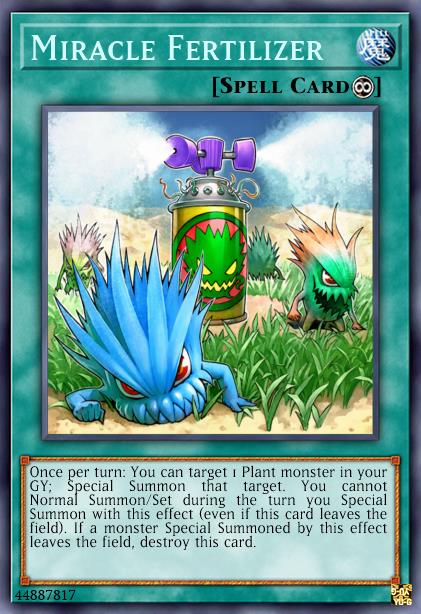 Miracle Fertilizer
[Spell Card]
Once per turn: You can target 1 Plant monster in your
GY; Special Summon that target. You cannot
Normal Summon/Set during the turn you Special
Summon with this effect (even if this card leaves the
field). If a monster Special Summoned by this effect
leaves the field, destroy this card.
44887817